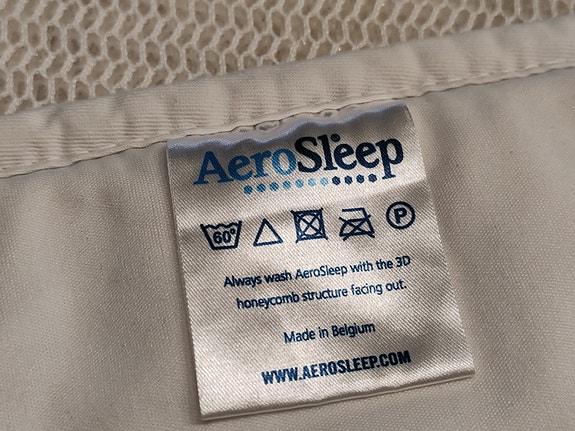 AeroSleep
60°
P
Always wash AeroSleep with the 3D
honeycomb structure facing out.
Made in Belgium
WWW.AEROSLEEP.COM